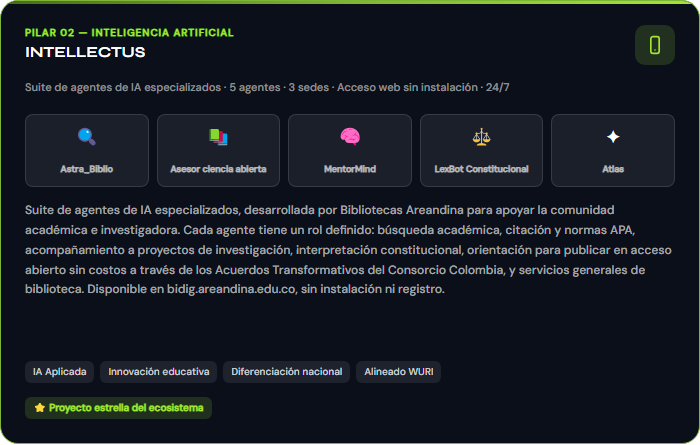 PILAR 02 — INTELIGENCIA ARTIFICIAL
INTELLECTUS
Suite de agentes de IA especializados · 5 agentes · 3 sedes · Acceso web sin instalación · 24/7
Astra_Biblio
Asesor ciencia abierta
MentorMind
LexBot Constitucional
Atlas
Suite de agentes de IA especializados, desarrollada por Bibliotecas Areandina para apoyar la comunidad
académica e investigadora. Cada agente tiene un rol definido: búsqueda académica, citación y normas APA,
acompañamiento a proyectos de investigación, interpretación constitucional, orientación para publicar en acceso
abierto sin costos a través de los Acuerdos Transformativos del Consorcio Colombia, y servicios generales de
biblioteca. Disponible en bidig.areandina.edu.co, sin instalación ni registro.
IA Aplicada
Innovación educativa
Diferenciación nacional
Alineado WURI
Proyecto estrella del ecosistema